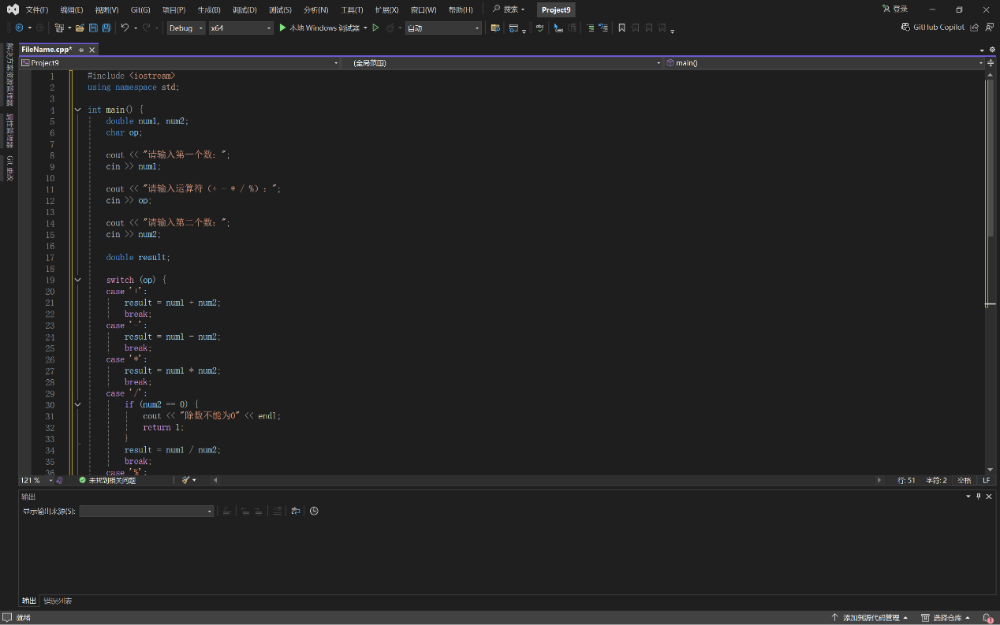 文件(F) 编辑(E) 视图(V) Git(G) 项目(P) 生成(B) 调试(D) 测试(S) 分析(N) 工具(T) 扩展(X) 窗口(W) 帮助(H) 搜索 Project9 登录
Debug x64 本地 Windows 调试器 自动 GitHub Copilot
解决方案资源管理器
属性管理器
Git 更改
FileName.cpp*
Project9 (全局范围) main()
1 #include <iostream>
2 using namespace std;
3
4 int main() {
5 double num1, num2;
6 char op;
7
8 cout << "请输入第一个数: ";
9 cin >> num1;
10
11 cout << "请输入运算符（+ - * / %）: ";
12 cin >> op;
13
14 cout << "请输入第二个数: ";
15 cin >> num2;
16
17 double result;
18
19 switch (op) {
20 case '+':
21 result = num1 + num2;
22 break;
23 case '-':
24 result = num1 - num2;
25 break;
26 case '*':
27 result = num1 * num2;
28 break;
29 case '/':
30 if (num2 == 0) {
31 cout << "除数不能为0" << endl;
32 return 1;
33 }
34 result = num1 / num2;
35 break;
36 case '%':
121 % 未找到相关问题 行: 51 字符: 2 空格 LF
输出
显示输出来源(S):
输出 错误列表
就绪 添加到源代码管理 选择仓库 1